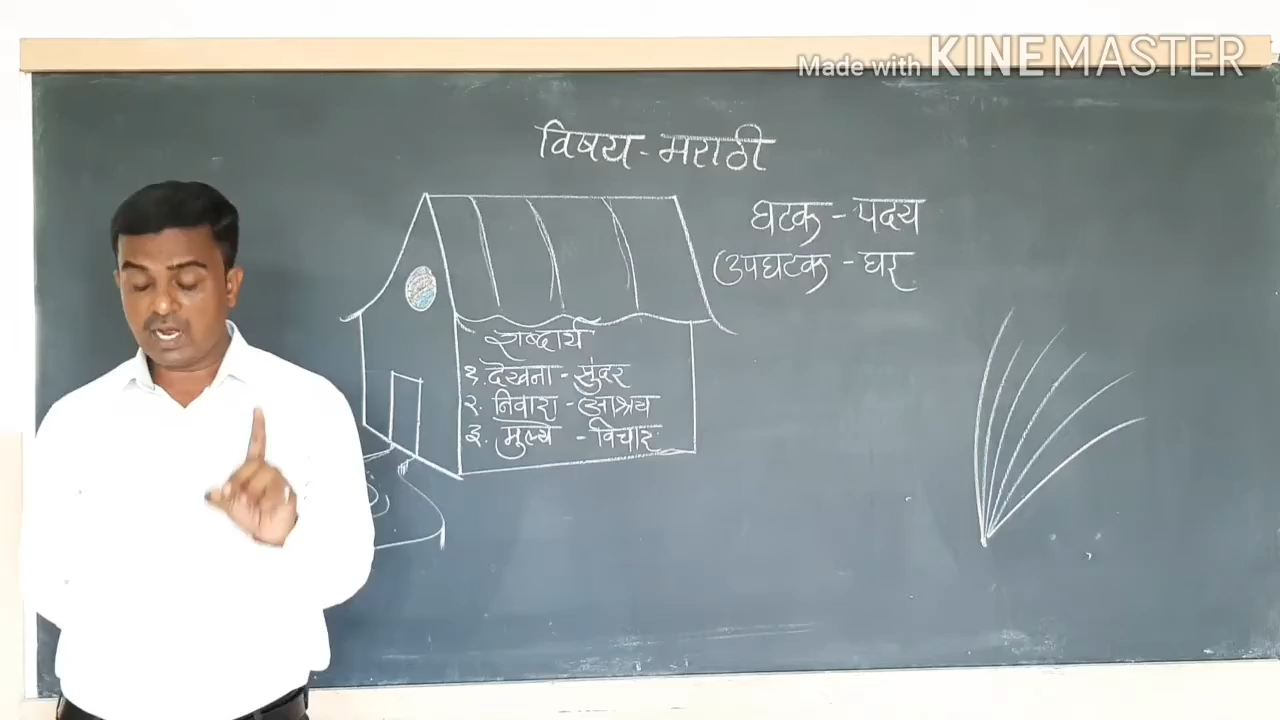 Made with KINEMASTER
विषय - मराठी
घटक - पदय
उपघटक - घर
शब्दार्थ
१. देखना - सुंदर
२. निवारा - आश्रय
३. मूल्ये - विचार